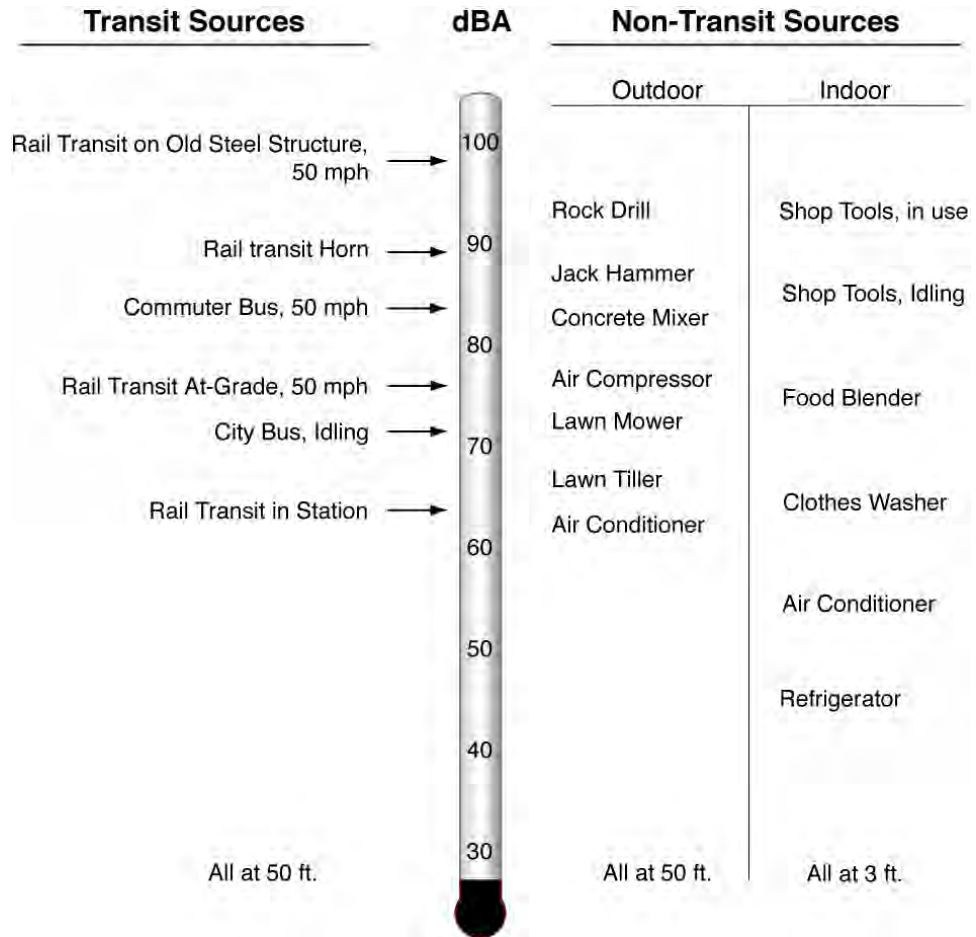 Transit Sources
dBA
Non-Transit Sources
Outdoor
Indoor
Rail Transit on Old Steel Structure,
50 mph
100
Rock Drill
Shop Tools, in use
Rail transit Horn
90
Jack Hammer
Shop Tools, Idling
Commuter Bus, 50 mph
Concrete Mixer
80
Rail Transit At-Grade, 50 mph
Air Compressor
Food Blender
City Bus, Idling
Lawn Mower
70
Lawn Tiller
Clothes Washer
Rail Transit in Station
Air Conditioner
60
Air Conditioner
50
Refrigerator
40
30
All at 50 ft.
All at 50 ft.
All at 3 ft.